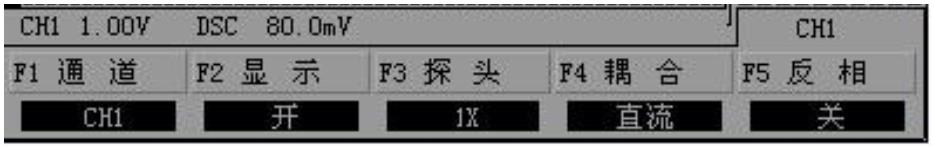 CH1 1.00V DSC 80.0mV CH1
F1 通 道 F2 显 示 F3 探 头 F4 耦 合 F5 反 相
CH1 开 1X 直流 关